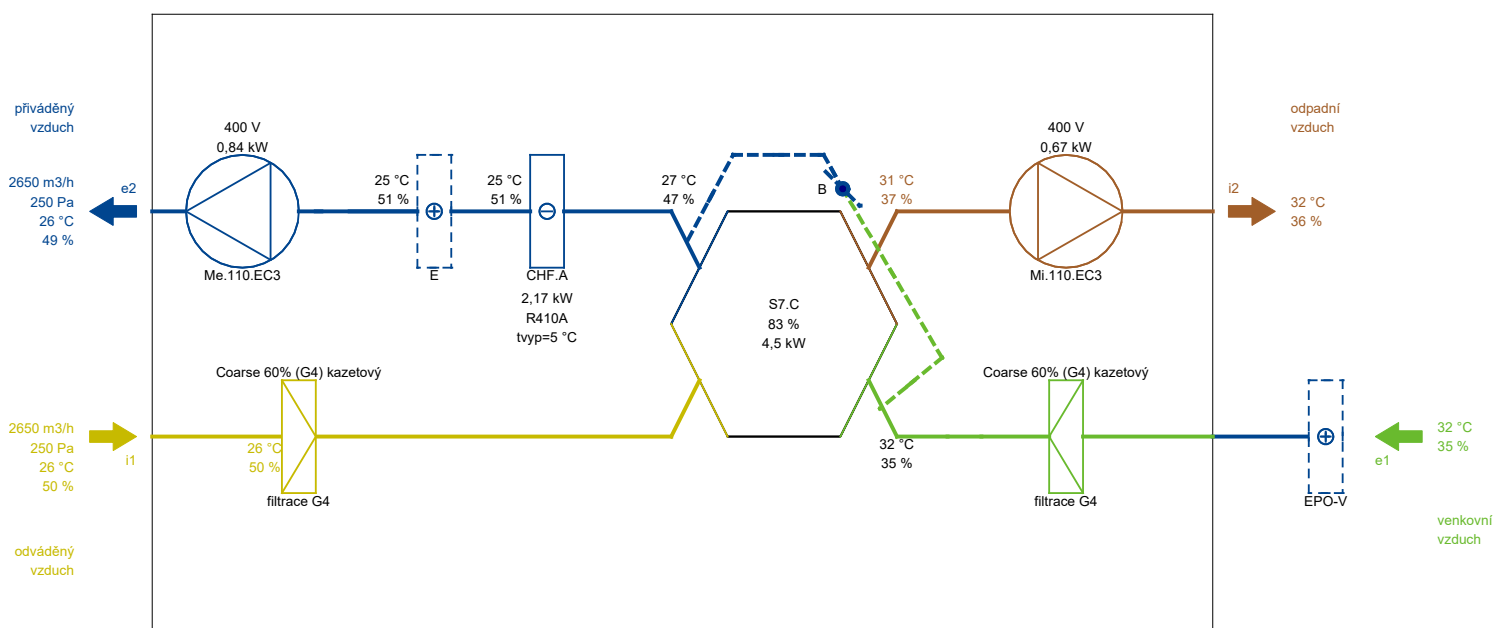 přiváděný
vzduch
2650 m3/h
250 Pa
26 °C
49 %
e2
400 V
0,84 kW
Me.110.EC3
25 °C
51 %
E
25 °C
51 %
CHF.A
2,17 kW
R410A
tvyp=5 °C
27 °C
47 %
B
31 °C
37 %
400 V
0,67 kW
Mi.110.EC3
odpadní
vzduch
i2
32 °C
36 %
S7.C
83 %
4,5 kW
2650 m3/h
250 Pa
26 °C
50 %
i1
Coarse 60% (G4) kazetový
26 °C
50 %
filtrace G4
32 °C
35 %
Coarse 60% (G4) kazetový
filtrace G4
EPO-V
e1
32 °C
35 %
odváděný
vzduch
venkovní
vzduch